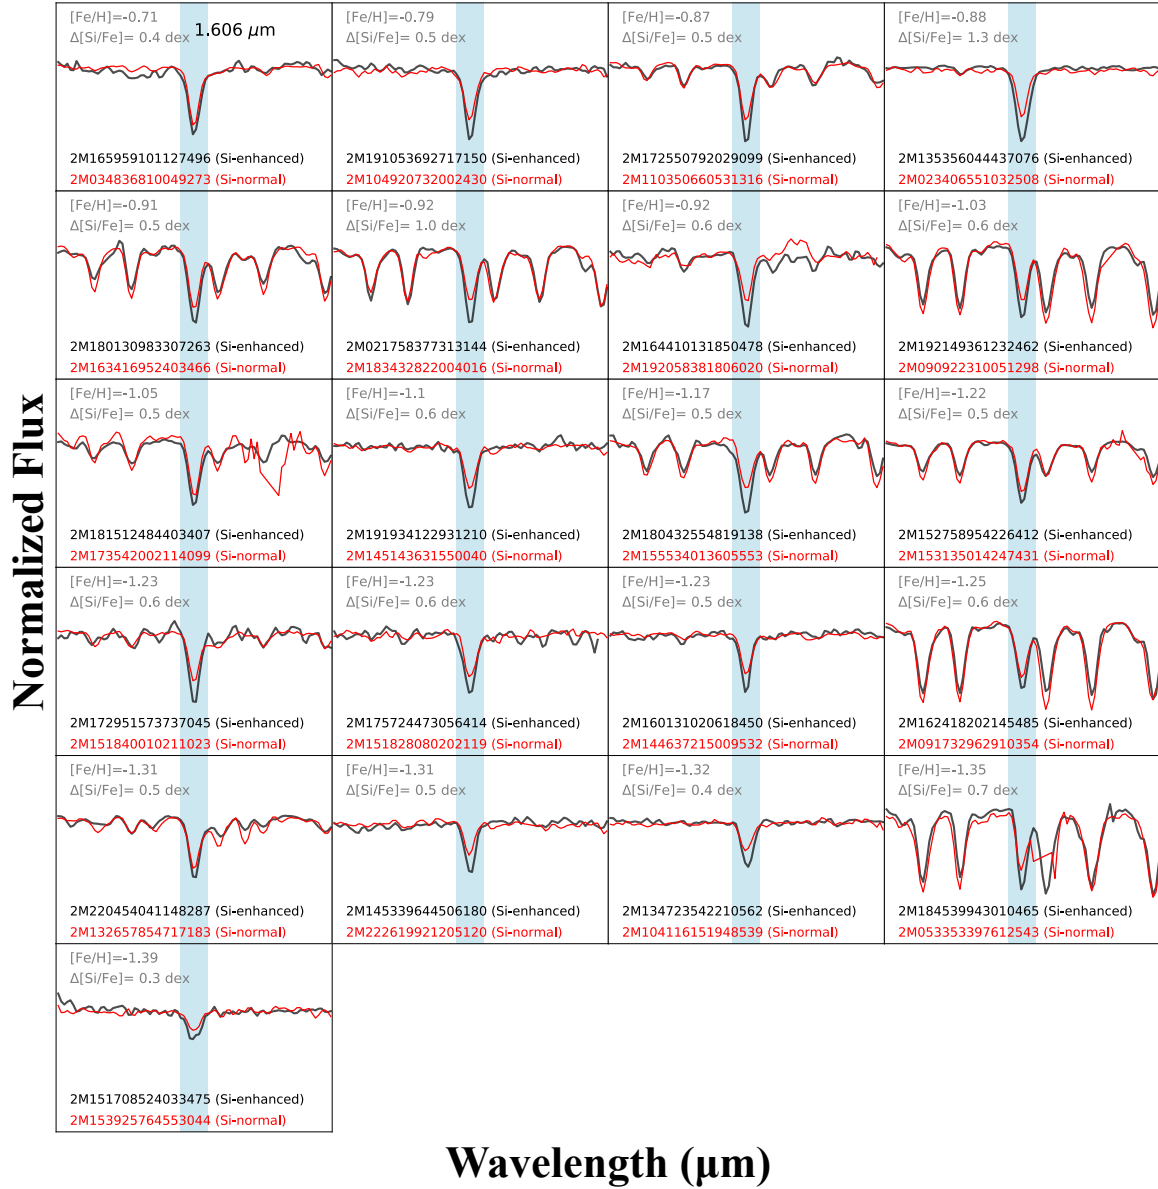 Normalized Flux
[Fe/H]=-0.71
Δ[Si/Fe]= 0.4 dex
1.606 μm
2M165959101127496 (Si-enhanced)
2M034836810049273 (Si-normal)
[Fe/H]=-0.79
Δ[Si/Fe]= 0.5 dex
2M191053692717150 (Si-enhanced)
2M104920732002430 (Si-normal)
[Fe/H]=-0.87
Δ[Si/Fe]= 0.5 dex
2M172550792029099 (Si-enhanced)
2M110350660531316 (Si-normal)
[Fe/H]=-0.88
Δ[Si/Fe]= 1.3 dex
2M135356044437076 (Si-enhanced)
2M023406551032508 (Si-normal)
[Fe/H]=-0.91
Δ[Si/Fe]= 0.5 dex
2M180130983307263 (Si-enhanced)
2M163416952403466 (Si-normal)
[Fe/H]=-0.92
Δ[Si/Fe]= 1.0 dex
2M021758377313144 (Si-enhanced)
2M183432822004016 (Si-normal)
[Fe/H]=-0.92
Δ[Si/Fe]= 0.6 dex
2M164410131850478 (Si-enhanced)
2M192058381806020 (Si-normal)
[Fe/H]=-1.03
Δ[Si/Fe]= 0.6 dex
2M192149361232462 (Si-enhanced)
2M090922310051298 (Si-normal)
[Fe/H]=-1.05
Δ[Si/Fe]= 0.5 dex
2M181512484403407 (Si-enhanced)
2M173542002114099 (Si-normal)
[Fe/H]=-1.1
Δ[Si/Fe]= 0.6 dex
2M191934122931210 (Si-enhanced)
2M145143631550040 (Si-normal)
[Fe/H]=-1.17
Δ[Si/Fe]= 0.5 dex
2M180432554819138 (Si-enhanced)
2M155534013605553 (Si-normal)
[Fe/H]=-1.22
Δ[Si/Fe]= 0.5 dex
2M152758954226412 (Si-enhanced)
2M153135014247431 (Si-normal)
[Fe/H]=-1.23
Δ[Si/Fe]= 0.6 dex
2M172951573737045 (Si-enhanced)
2M151840010211023 (Si-normal)
[Fe/H]=-1.23
Δ[Si/Fe]= 0.6 dex
2M175724473056414 (Si-enhanced)
2M151828080202119 (Si-normal)
[Fe/H]=-1.23
Δ[Si/Fe]= 0.5 dex
2M160131020618450 (Si-enhanced)
2M144637215009532 (Si-normal)
[Fe/H]=-1.25
Δ[Si/Fe]= 0.6 dex
2M162418202145485 (Si-enhanced)
2M091732962910354 (Si-normal)
[Fe/H]=-1.31
Δ[Si/Fe]= 0.5 dex
2M220454041148287 (Si-enhanced)
2M132657854717183 (Si-normal)
[Fe/H]=-1.31
Δ[Si/Fe]= 0.5 dex
2M145339644506180 (Si-enhanced)
2M222619921205120 (Si-normal)
[Fe/H]=-1.32
Δ[Si/Fe]= 0.4 dex
2M134723542210562 (Si-enhanced)
2M104116151948539 (Si-normal)
[Fe/H]=-1.35
Δ[Si/Fe]= 0.7 dex
2M184539943010465 (Si-enhanced)
2M053353397612543 (Si-normal)
[Fe/H]=-1.39
Δ[Si/Fe]= 0.3 dex
2M151708524033475 (Si-enhanced)
2M153925764553044 (Si-normal)
Wavelength (μm)